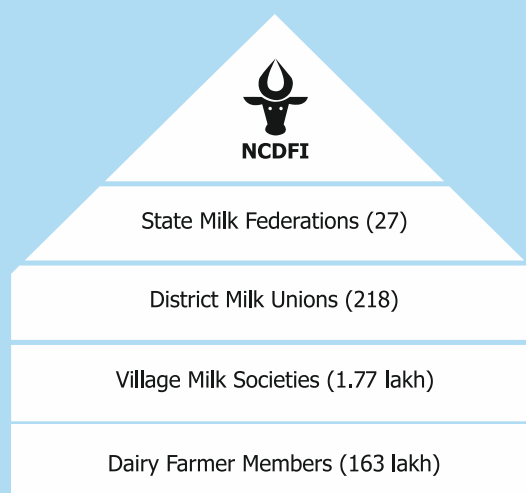 NCDFI
State Milk Federations (27)
District Milk Unions (218)
Village Milk Societies (1.77 lakh)
Dairy Farmer Members (163 lakh)